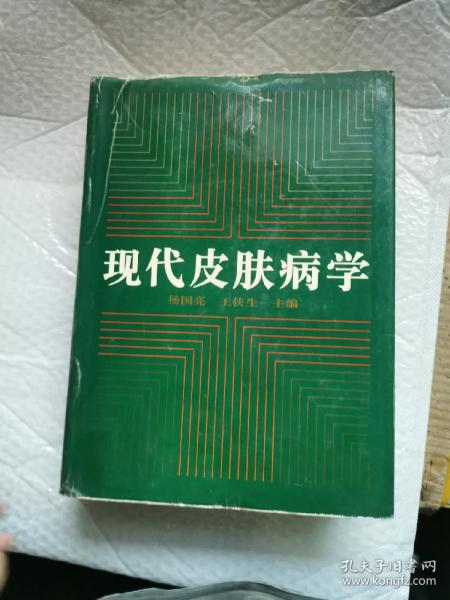 现代皮肤病学
杨国亮 王侠生 主编
孔夫子旧书网
www.kongfz.com